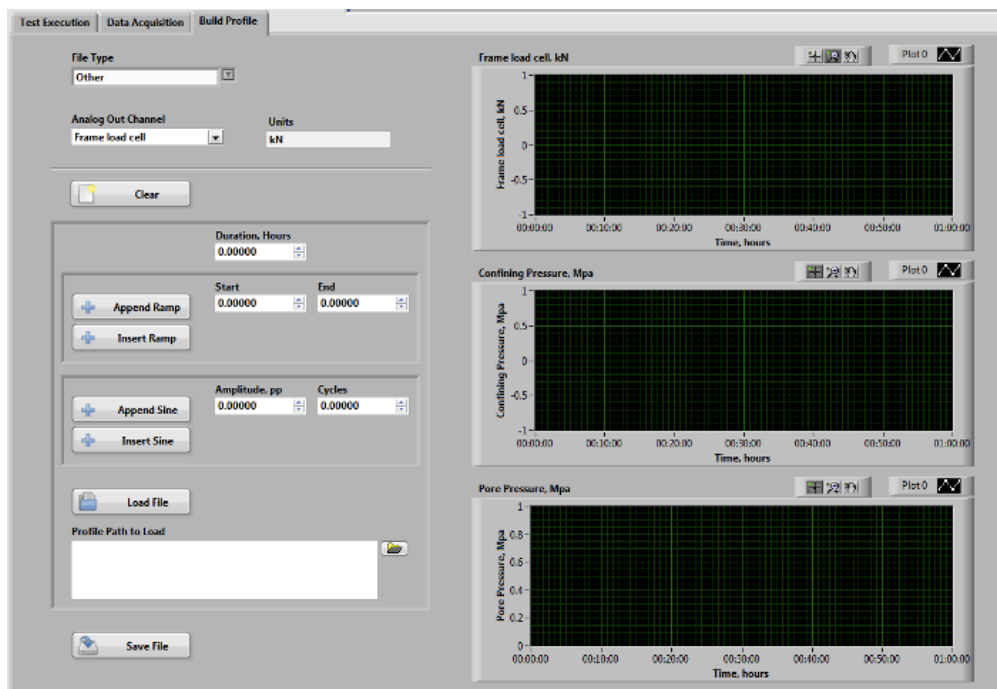 Test Execution
Data Acquisition
Build Profile
File Type
Other
Analog Out Channel
Units
Frame load cell
kN
Clear
Duration, Hours
0.00000
Start
End
0.00000
0.00000
Append Ramp
Insert Ramp
Amplitude, pp
Cycles
0.00000
0.00000
Append Sine
Insert Sine
Load File
Profile Path to Load
Save File
Frame load cell, kN
Plot 0
Frame load cell, kN
1
0.5
0
-0.5
-1
00:00:00
00:10:00
00:20:00
00:30:00
00:40:00
00:50:00
01:00:00
Time, hours
Confining Pressure, Mpa
Plot 0
Confining Pressure, Mpa
1
0.5
0
-0.5
-1
00:00:00
00:10:00
00:20:00
00:30:00
00:40:00
00:50:00
01:00:00
Time, hours
Pore Pressure, Mpa
Plot 0
Pore Pressure, Mpa
1
0.8
0.6
0.4
0.2
0
00:00:00
00:10:00
00:20:00
00:30:00
00:40:00
00:50:00
01:00:00
Time, hours